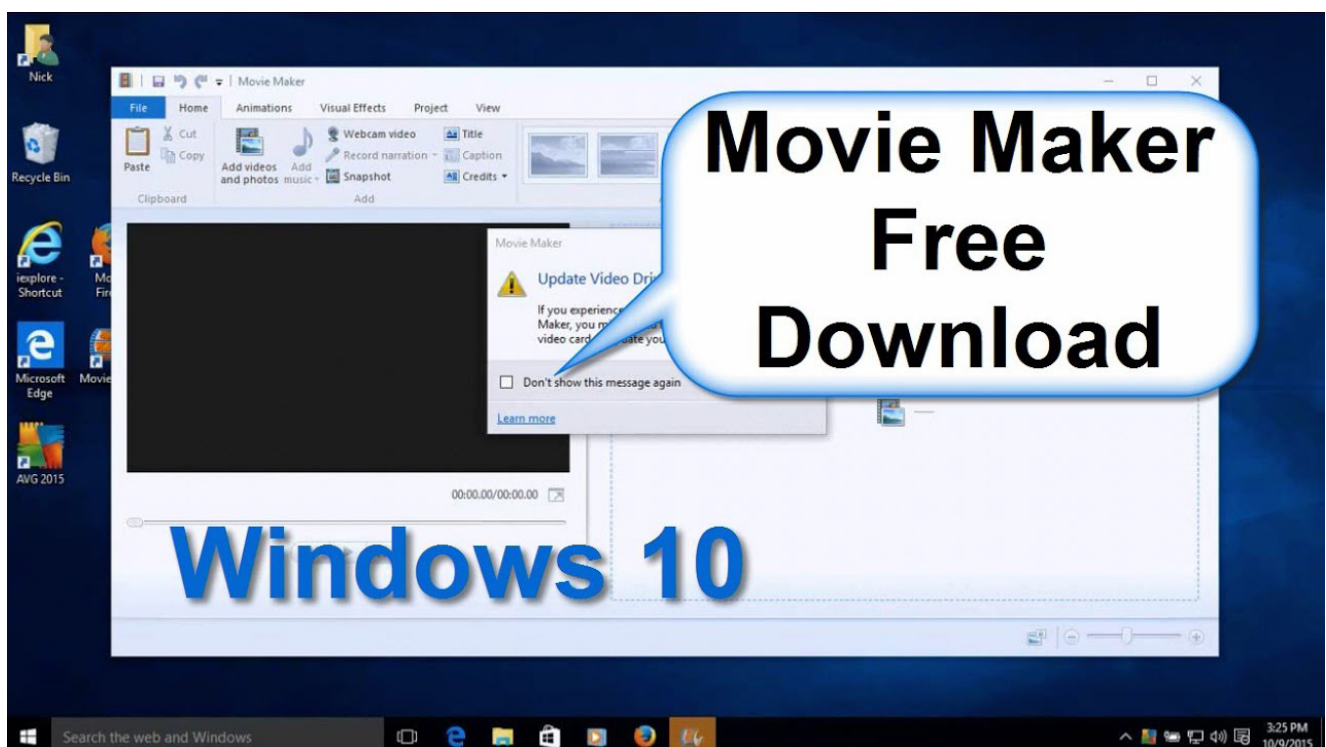 Nick
Recycle Bin
iexplore -
Shortcut
Microsoft
Edge
Movie
AVG 2015
Movie Maker
File Home Animations Visual Effects Project View
Paste
Cut
Copy
Clipboard
Add videos
and photos
Add
music
Webcam video
Record narration
Snapshot
Title
Caption
Credits
Add
Movie Maker
Update Video Dri
If you experience
Maker, you m
video card
ate you
Don't show this message again
Learn more
Movie Maker
Free
Download
00:00.00/00:00.00
Windows 10
Search the web and Windows
3:25 PM
10/9/2015